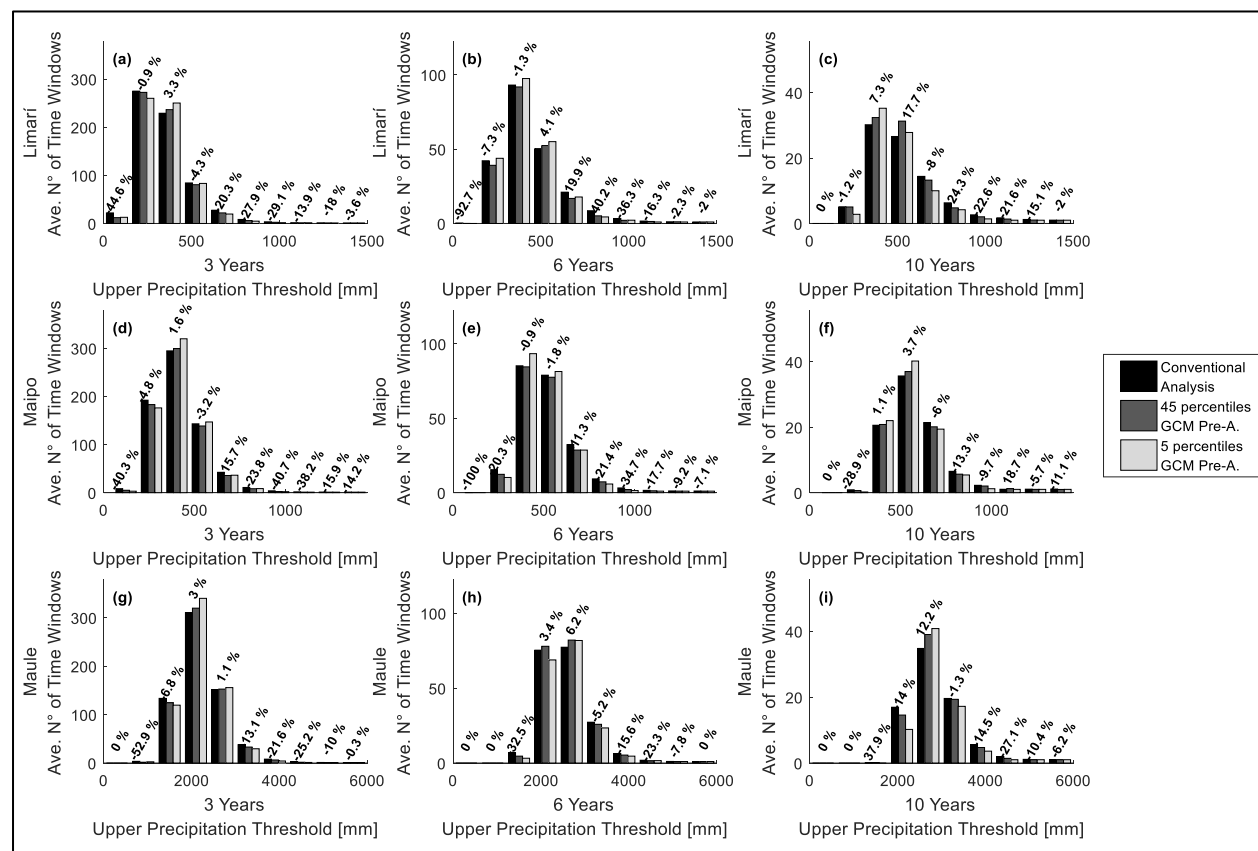 (a)
Limarí
Ave. N° of Time Windows
300
200
100
0
-44.6 %
-0.9 %
3.3 %
-4.3 %
-20.3 %
-27.9 %
-29.1 %
-13.9 %
-18 %
-3.6 %
0 500 1000 1500
3 Years
Upper Precipitation Threshold [mm]
(b)
Limarí
Ave. N° of Time Windows
100
50
0
-92.7 %
-7.3 %
-1.3 %
4.1 %
-19.9 %
-40.2 %
-36.3 %
-16.3 %
-2.3 %
-2 %
0 500 1000 1500
6 Years
Upper Precipitation Threshold [mm]
(c)
Limarí
Ave. N° of Time Windows
40
20
0
0 %
-1.2 %
7.3 %
17.7 %
-8 %
-24.3 %
-22.6 %
-21.6 %
-15.1 %
-2 %
0 500 1000 1500
10 Years
Upper Precipitation Threshold [mm]
(d)
Maipo
Ave. N° of Time Windows
300
200
100
0
-40.3 %
-4.8 %
1.6 %
-3.2 %
-15.7 %
-23.8 %
-40.7 %
-38.2 %
-15.9 %
-14.2 %
0 500 1000
3 Years
Upper Precipitation Threshold [mm]
(e)
Maipo
Ave. N° of Time Windows
100
50
0
-100 %
-20.3 %
-0.9 %
-1.8 %
-11.3 %
-21.4 %
-34.7 %
-17.7 %
-9.2 %
-7.1 %
0 500 1000
6 Years
Upper Precipitation Threshold [mm]
(f)
Maipo
Ave. N° of Time Windows
40
20
0
0 %
-28.9 %
1.1 %
3.7 %
-6 %
-13.3 %
-9.7 %
18.7 %
-5.7 %
-11.1 %
0 500 1000
10 Years
Upper Precipitation Threshold [mm]
Conventional
Analysis
45 percentiles
GCM Pre-A.
5 percentiles
GCM Pre-A.
(g)
Maule
Ave. N° of Time Windows
300
200
100
0
0 %
-52.9 %
-6.8 %
3 %
1.1 %
-13.1 %
-21.6 %
-25.2 %
-10 %
-0.3 %
0 2000 4000 6000
3 Years
Upper Precipitation Threshold [mm]
(h)
Maule
Ave. N° of Time Windows
100
50
0
0 %
0 %
-32.5 %
3.4 %
6.2 %
-5.2 %
-15.6 %
-23.3 %
-7.8 %
0 %
0 2000 4000 6000
6 Years
Upper Precipitation Threshold [mm]
(i)
Maule
Ave. N° of Time Windows
40
20
0
0 %
0 %
37.9 %
-14 %
12.2 %
-1.3 %
-14.5 %
-27.1 %
-10.4 %
-6.2 %
0 2000 4000 6000
10 Years
Upper Precipitation Threshold [mm]